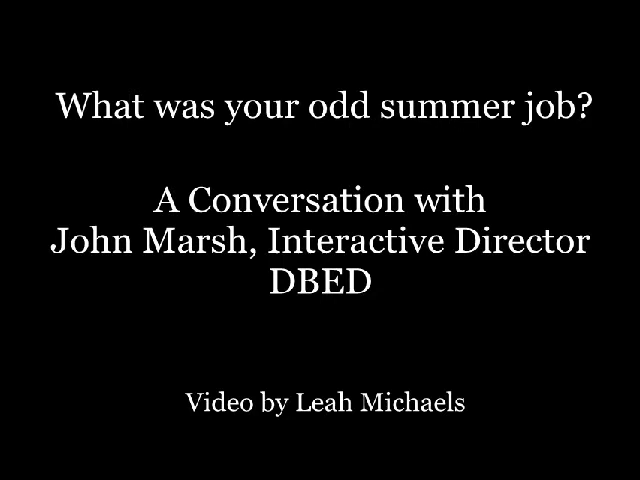 What was your odd summer job?
A Conversation with
John Marsh, Interactive Director
DBED
Video by Leah Michaels